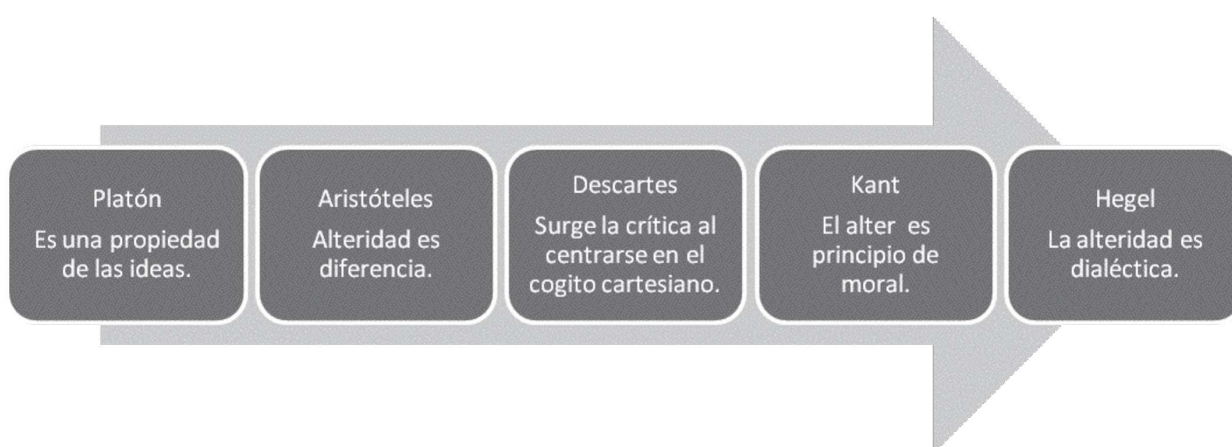 Platón
Es una propiedad
de las ideas.
Aristóteles
Alteridad es
diferencia.
Descartes
Surge la crítica al
centrarse en el
cogito cartesiano.
Kant
El alter  es
principio de
moral.
Hegel
La alteridad es
dialéctica.